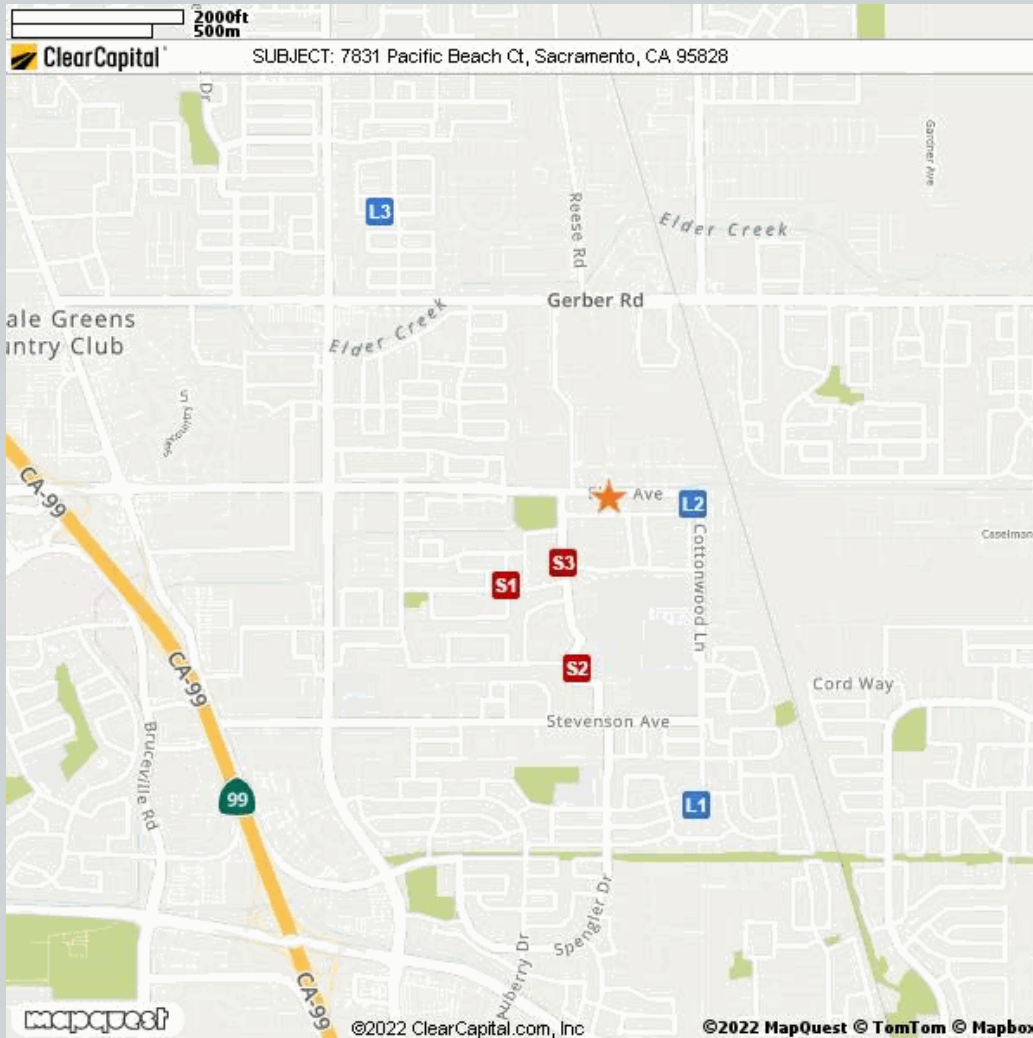 2000ft
500m
ClearCapital
SUBJECT: 7831 Pacific Beach Ct, Sacramento, CA 95828
Dr
Gardner Ave
L3
Reese Rd
Elder Creek
Gerber Rd
ale Greens
untry Club
Elder Creek
CA-99
Ave
L2
Caselman
S3
Cottonwood Ln
S1
CA-99
S2
Cord Way
Stevenson Ave
Bruceville Rd
99
L1
Spengler Dr
Auberry Dr
CA-99
mapquest
©2022 ClearCapital.com, Inc
©2022 MapQuest © TomTom © Mapbox